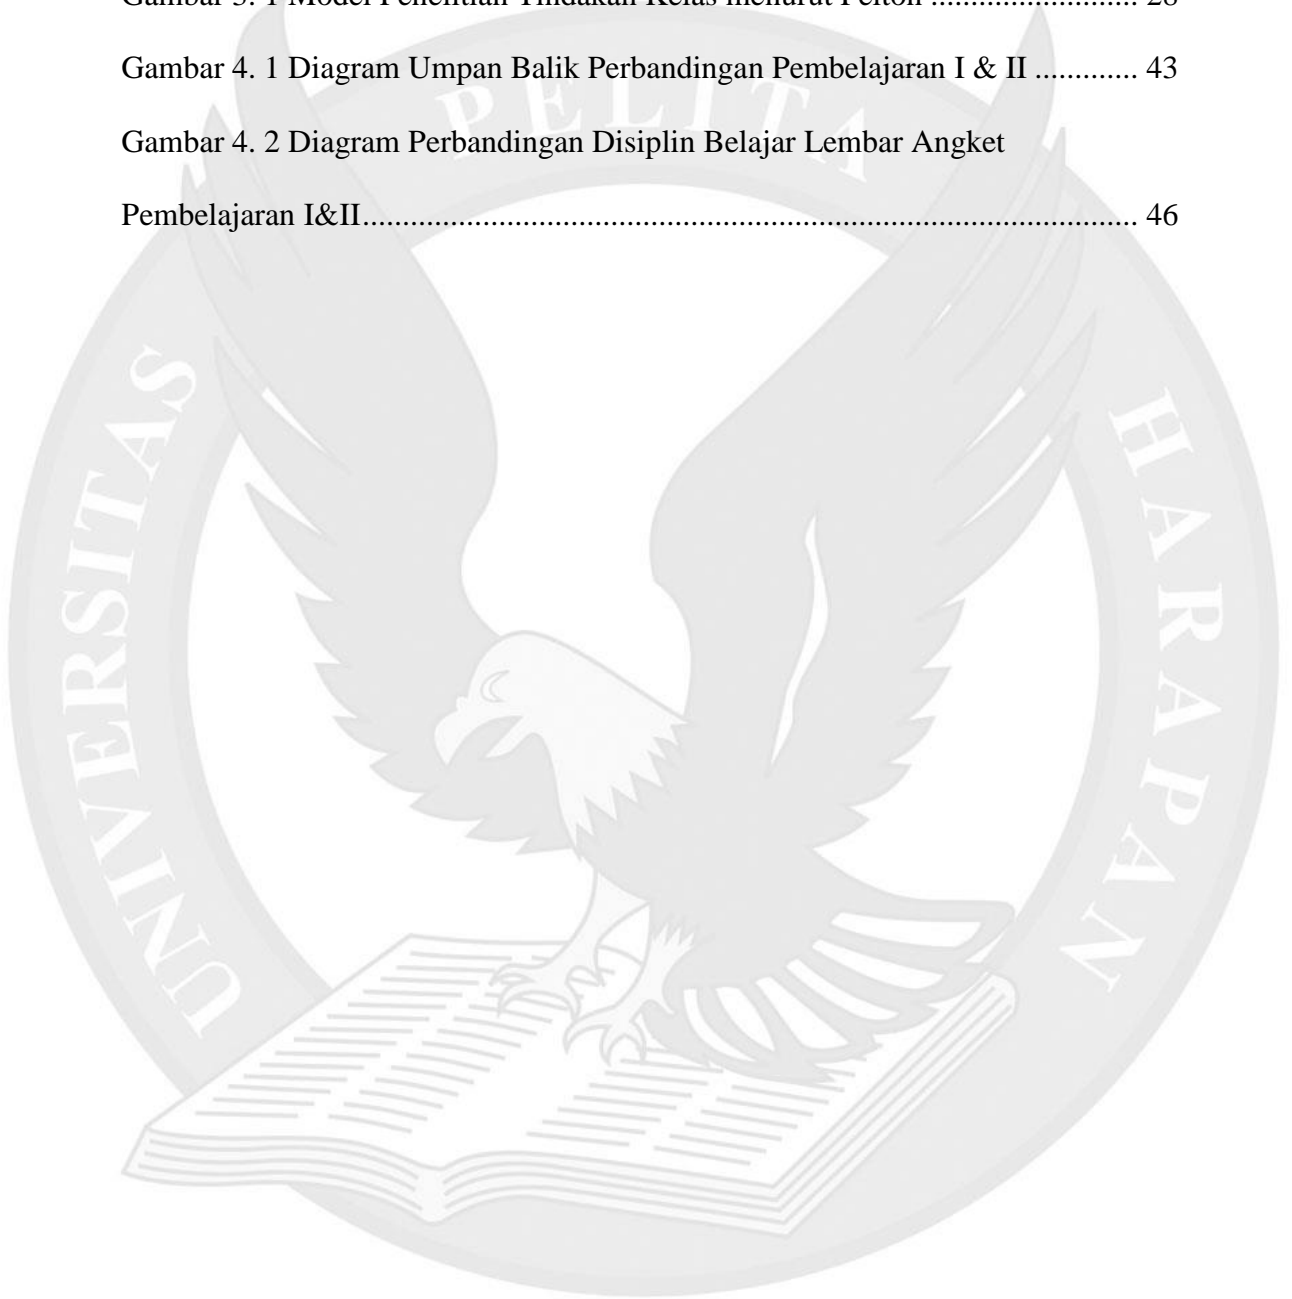 Gambar 3. 1 Model Penelitian Tindakan Kelas menurut Pelton .......................... 28
Gambar 4. 1 Diagram Umpan Balik Perbandingan Pembelajaran I & II ............. 43
Gambar 4. 2 Diagram Perbandingan Disiplin Belajar Lembar Angket
Pembelajaran I&II.................................................................................................. 46
UNIVERSITAS PELITA HARAPAN